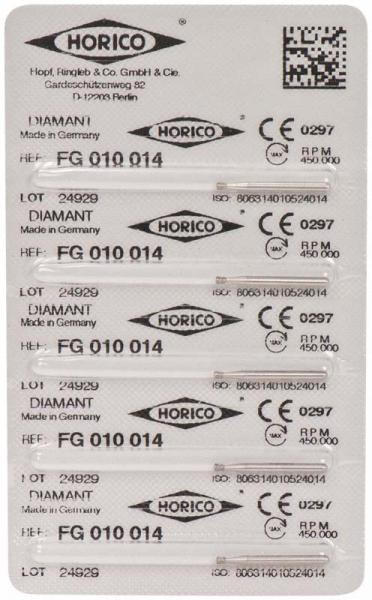 HORICO ®
Hopf, Ringleb & Co. GmbH & Cie.
Gardeschützenweg 82
D-12203 Berlin
DIAMANT HORICO ® CE 0297
Made in Germany
REF: FG 010 014 MAX RPM 450.000
LOT 24929 ISO: 806314010524014
DIAMANT HORICO ® CE 0297
Made in Germany
REF: FG 010 014 MAX RPM 450.000
LOT 24929 ISO: 806314010524014
DIAMANT HORICO ® CE 0297
Made in Germany
REF: FG 010 014 MAX RPM 450.000
LOT 24929 ISO: 806314010524014
DIAMANT HORICO ® CE 0297
Made in Germany
REF: FG 010 014 MAX RPM 450.000
LOT 24929 ISO: 806314010524014
DIAMANT HORICO ® CE 0297
Made in Germany
REF: FG 010 014 MAX RPM 450.000
LOT 24929 ISO: 806314010524014